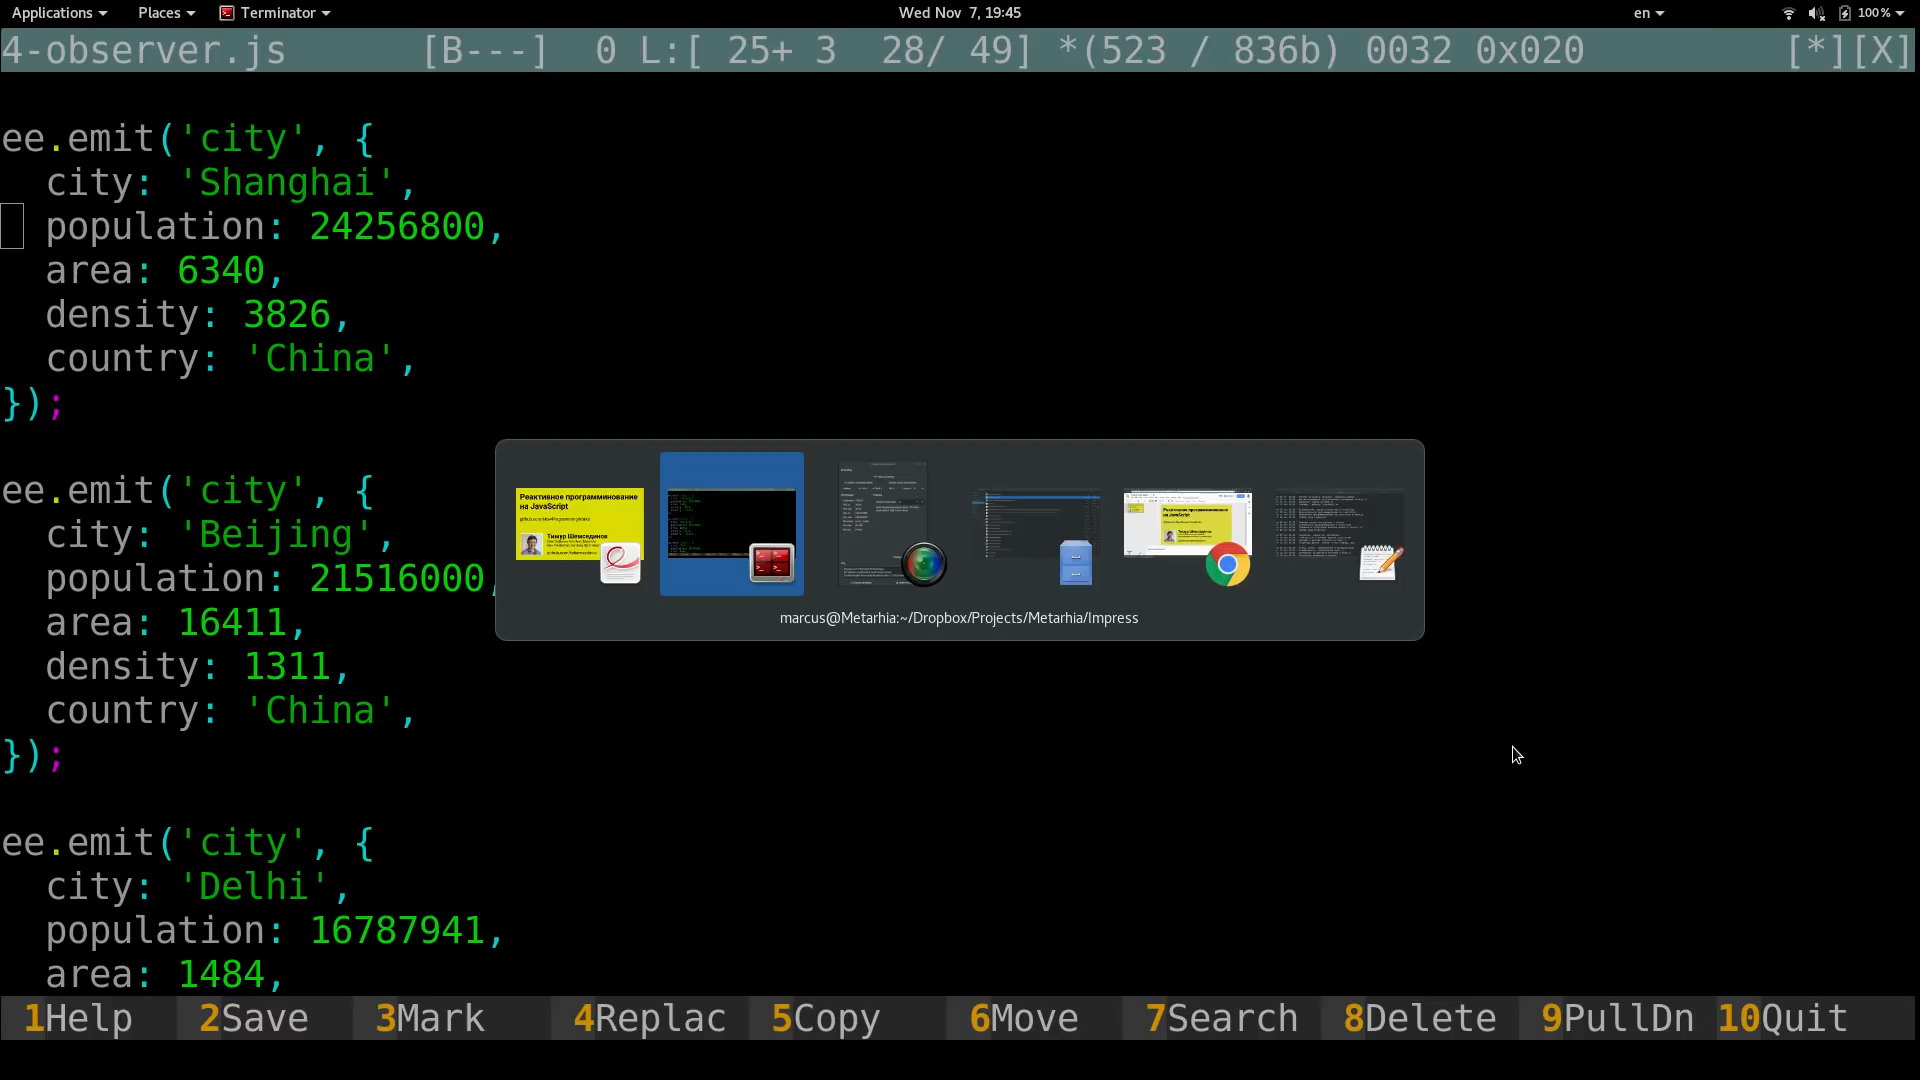 Applications Places Terminator Wed Nov 7, 19:45 en 100%
4-observer.js [B---] 0 L:[ 25+ 3 28/ 49] *(523 / 836b) 0032 0x020 [*][X]
ee.emit('city', {
city: 'Shanghai',
population: 24256800,
area: 6340,
density: 3826,
country: 'China',
});
ee.emit('city', {
city: 'Beijing',
population: 21516000,
area: 16411,
density: 1311,
country: 'China',
});
ee.emit('city', {
city: 'Delhi',
population: 16787941,
area: 1484,
Реактивное программирование
на JavaScript
Тимур Шемсединов
marcus@Metarhia:~/Dropbox/Projects/Metarhia/Impress
1Help 2Save 3Mark 4Replac 5Copy 6Move 7Search 8Delete 9PullDn 10Quit